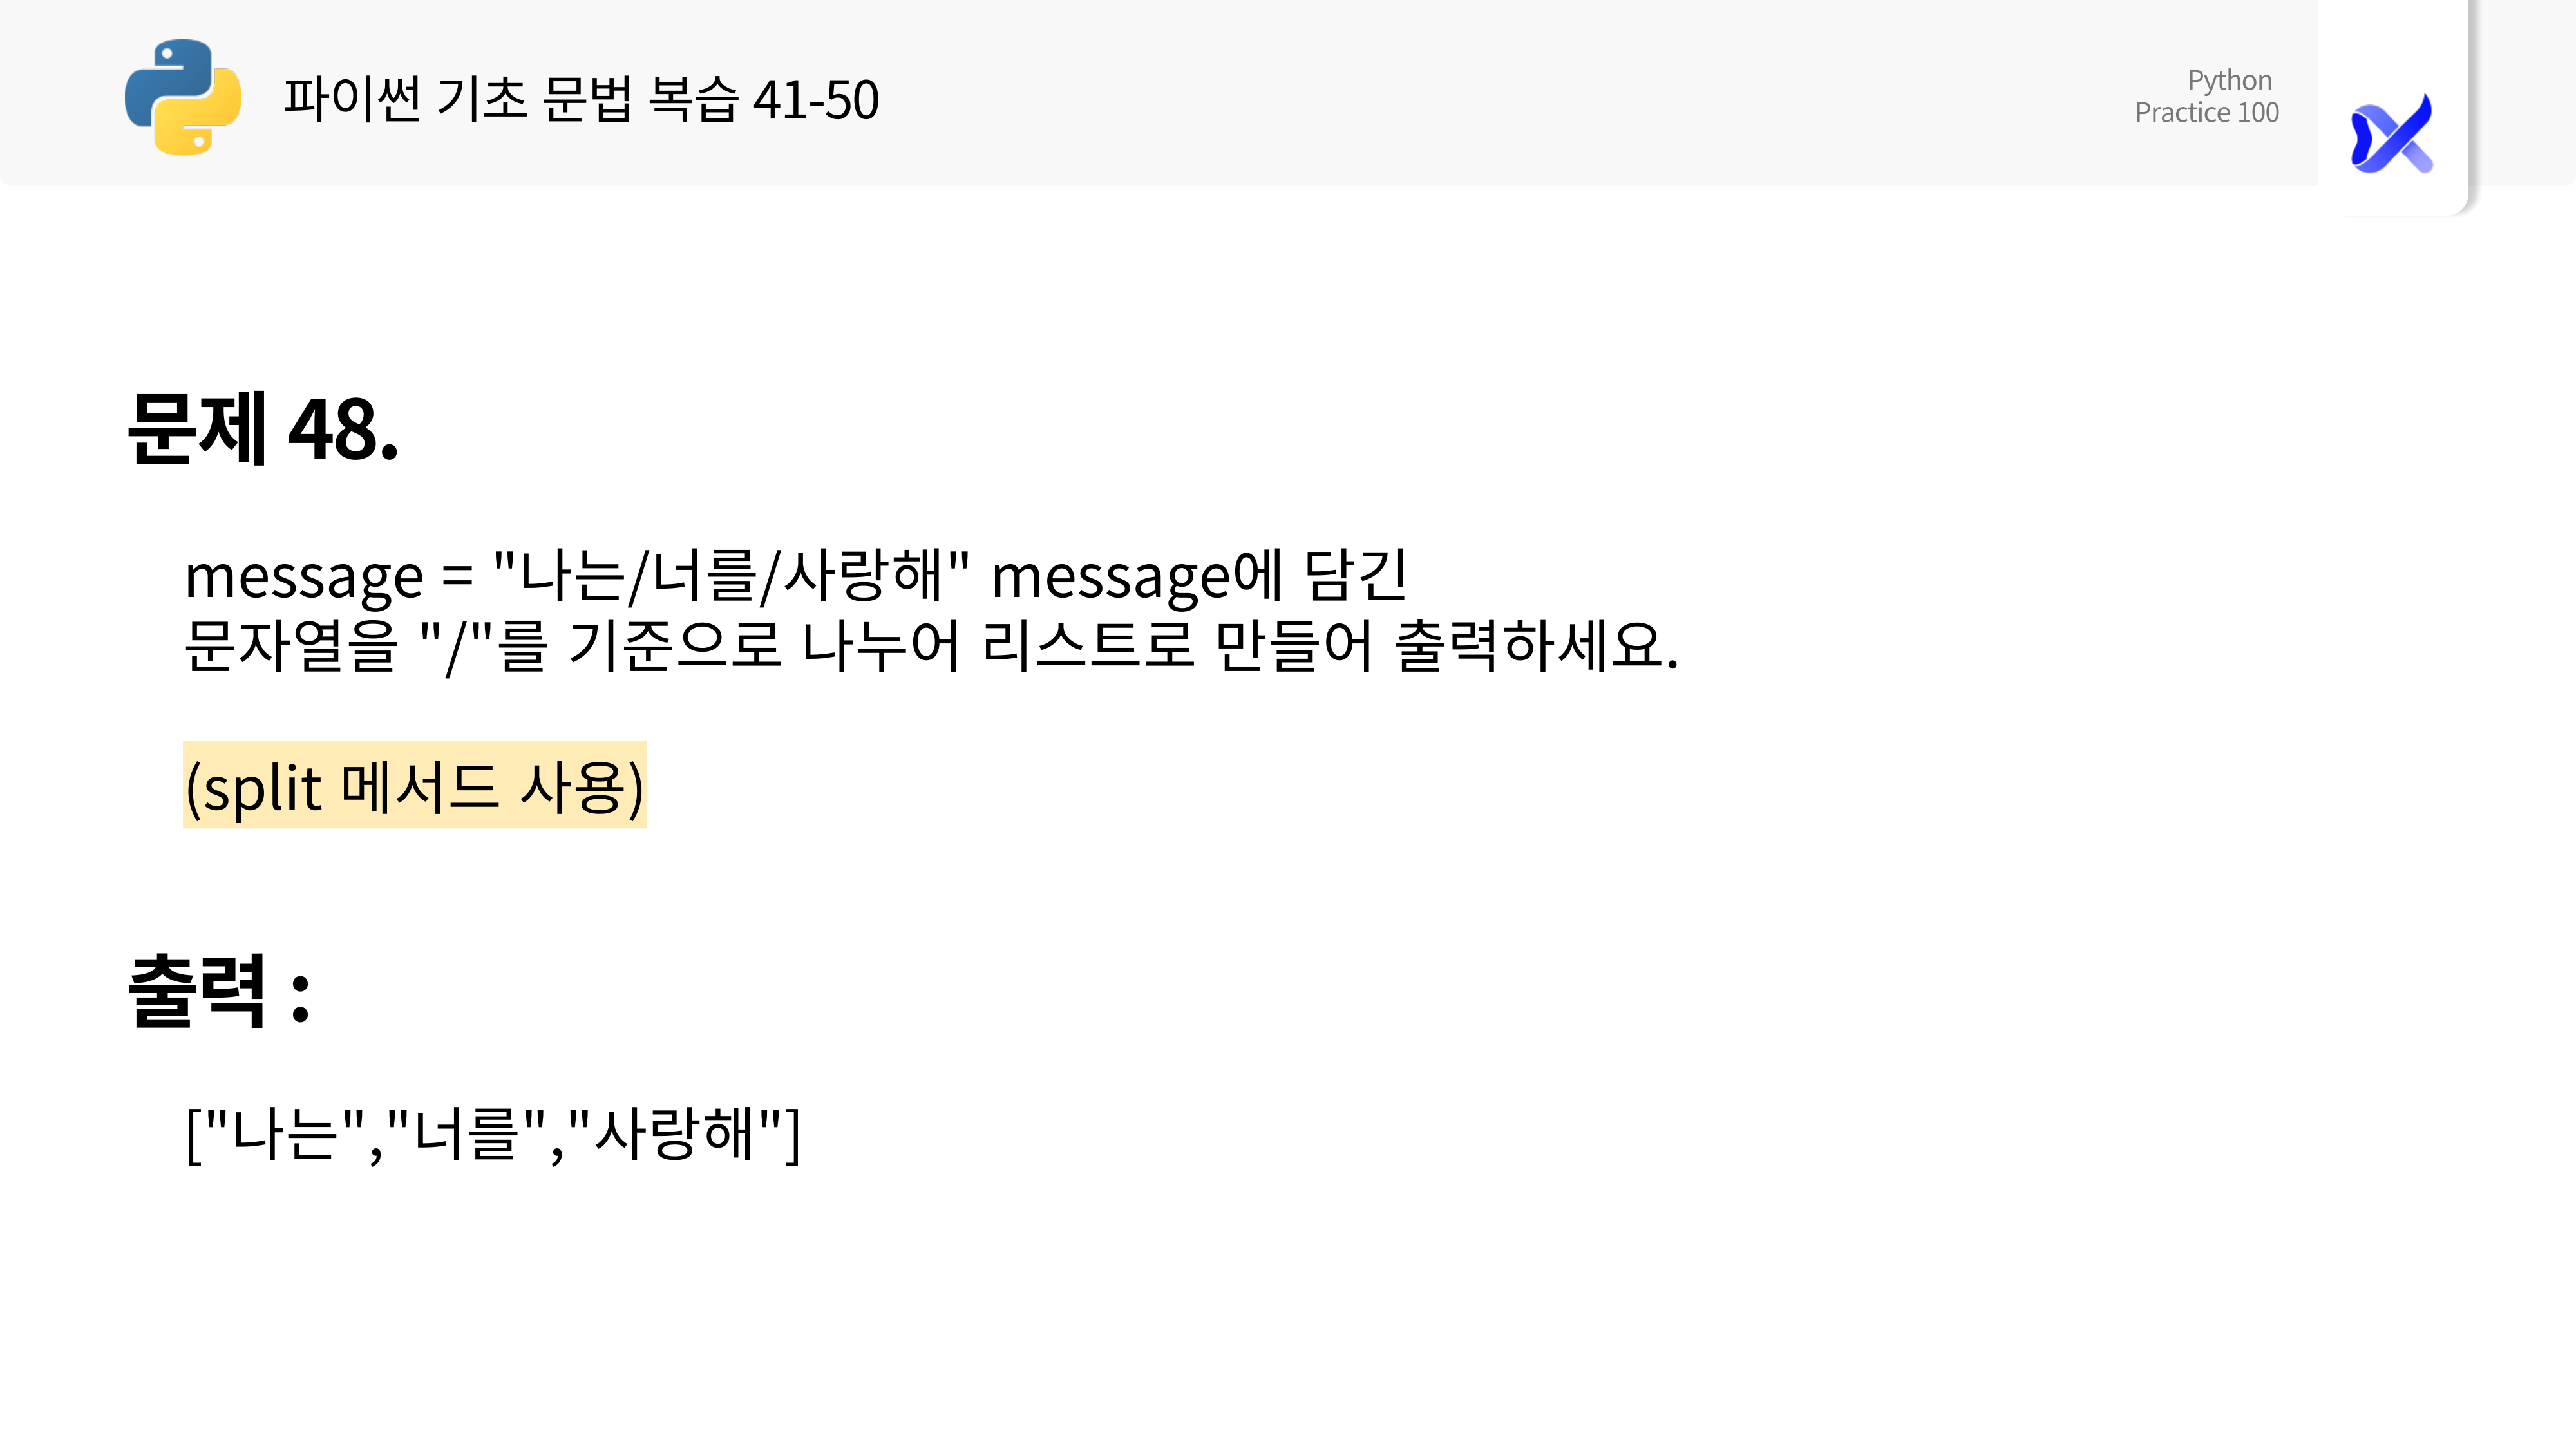 파이썬 기초 문법 복습 41-50
Python
Practice 100
문제 48.
message = "나는/너를/사랑해" message에 담긴
문자열을 "/"를 기준으로 나누어 리스트로 만들어 출력하세요.
(split 메서드 사용)
출력 :
["나는","너를","사랑해"]